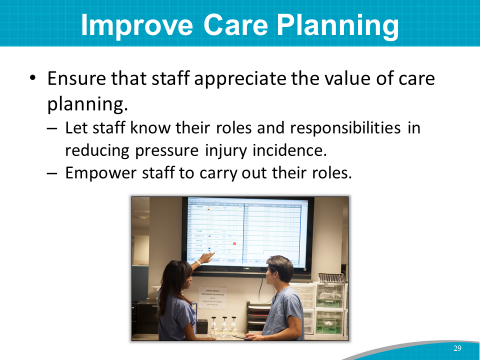 Improve Care Planning
• Ensure that staff appreciate the value of care
planning.
– Let staff know their roles and responsibilities in
reducing pressure injury incidence.
– Empower staff to carry out their roles.
29